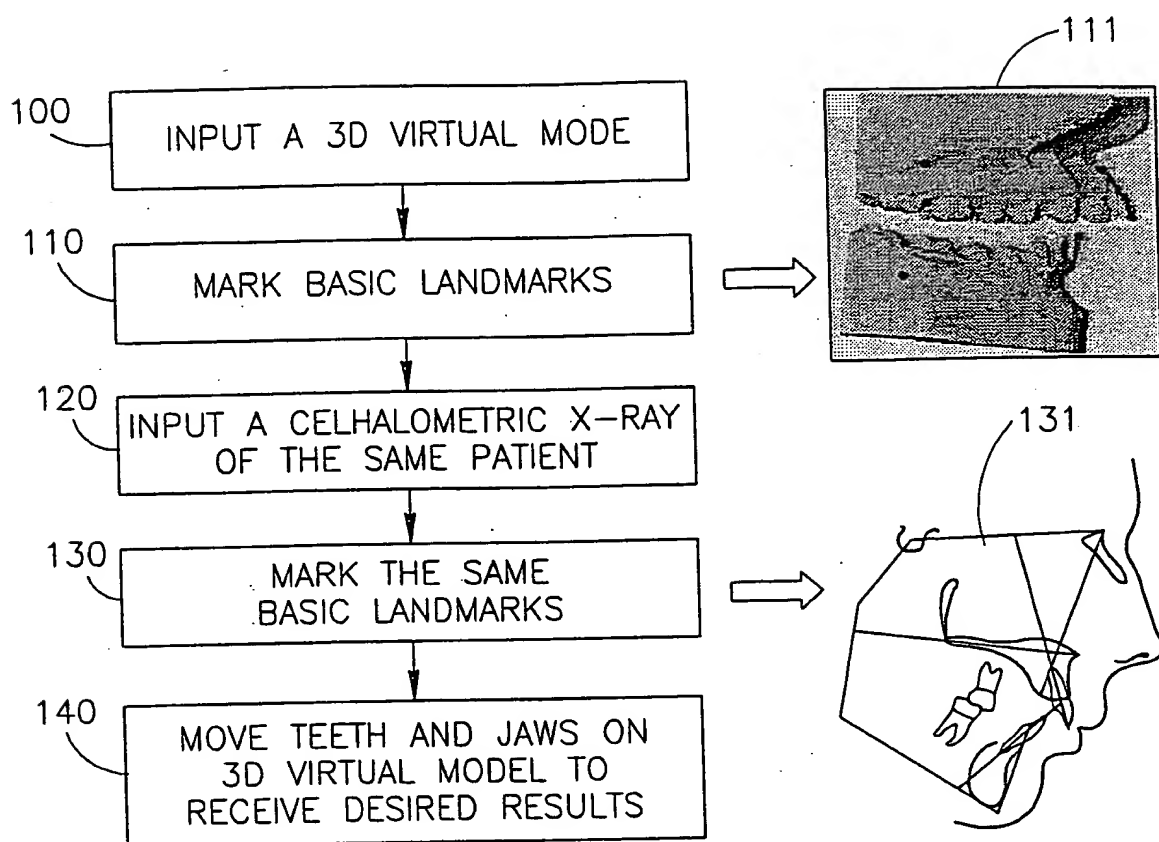 111
100
INPUT A 3D VIRTUAL MODE
110
MARK BASIC LANDMARKS
120
INPUT A CELHALOMETRIC X-RAY
OF THE SAME PATIENT
131
130
MARK THE SAME
BASIC LANDMARKS
140
MOVE TEETH AND JAWS ON
3D VIRTUAL MODEL TO
RECEIVE DESIRED RESULTS